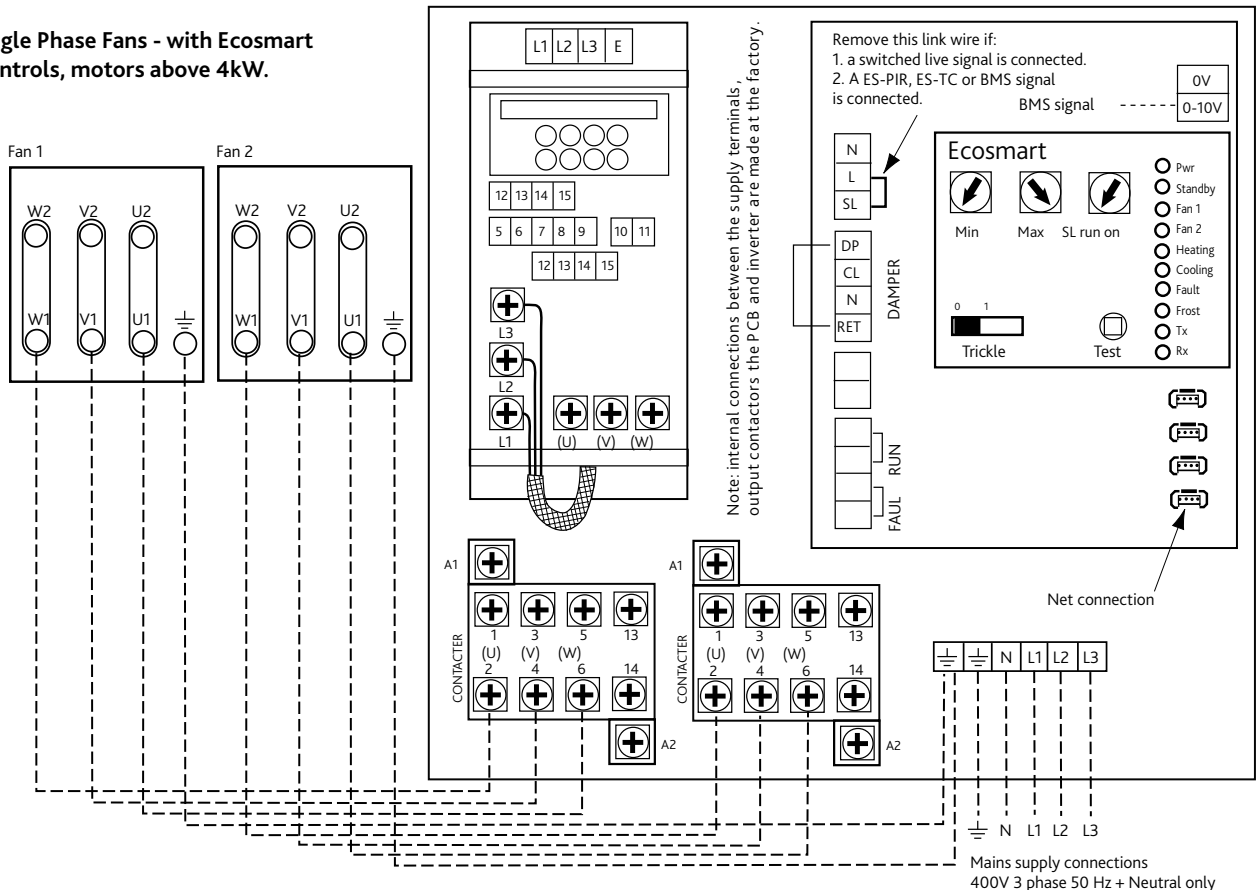 gle Phase Fans - with Ecosmart
ntrols, motors above 4kW.
Fan 1
W2 V2 U2
W1 V1 U1
Fan 2
W2 V2 U2
W1 V1 U1
L1 L2 L3 E
12 13 14 15
5 6 7 8 9 10 11
12 13 14 15
L3
L2
L1 (U) (V) (W)
Note: internal connections between the supply terminals,
output contactors the PCB and inverter are made at the factory.
Remove this link wire if:
1. a switched live signal is connected.
2. A ES-PIR, ES-TC or BMS signal
is connected.
BMS signal
0V
0-10V
N
L
SL
DP
CL
N
RET
DAMPER
RUN
FAUL
Ecosmart
Min Max SL run on
0 1
Trickle
Test
Pwr
Standby
Fan 1
Fan 2
Heating
Cooling
Fault
Frost
Tx
Rx
Net connection
A1
CONTACTER
1 3 5 13
(U) (V) (W)
2 4 6 14
A2
A1
CONTACTER
1 3 5 13
(U) (V) (W)
2 4 6 14
A2
N L1 L2 L3
N L1 L2 L3
Mains supply connections
400V 3 phase 50 Hz + Neutral only